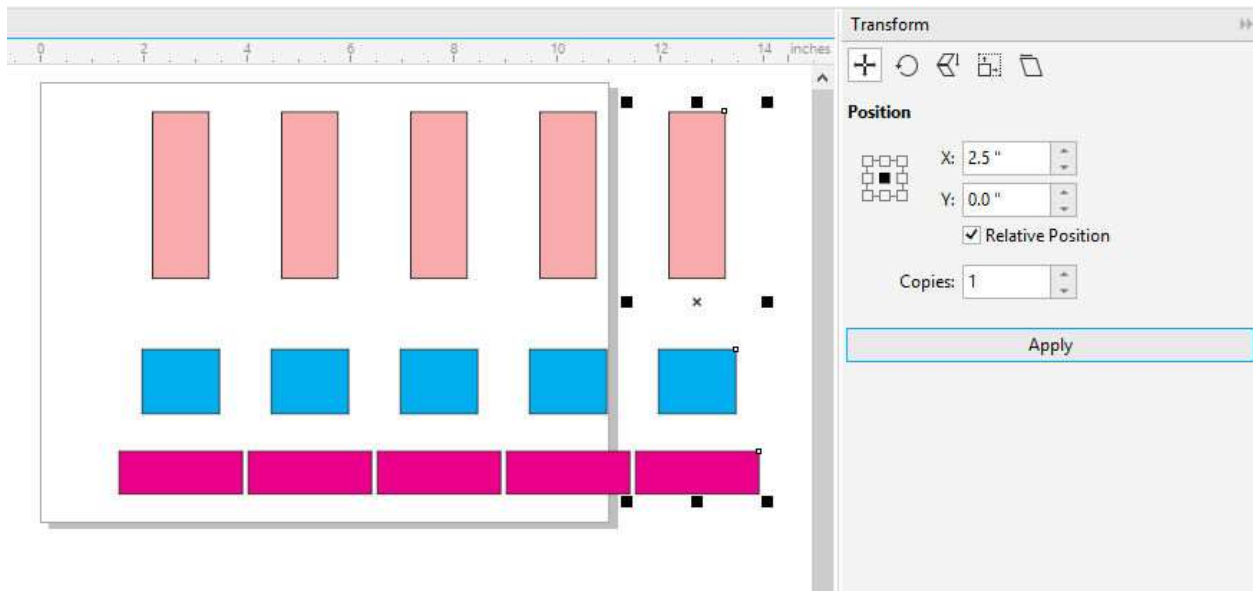 Transform
0 2 4 6 8 10 12 14 inches
Position
X: 2.5 "
Y: 0.0 "
Relative Position
Copies: 1
Apply